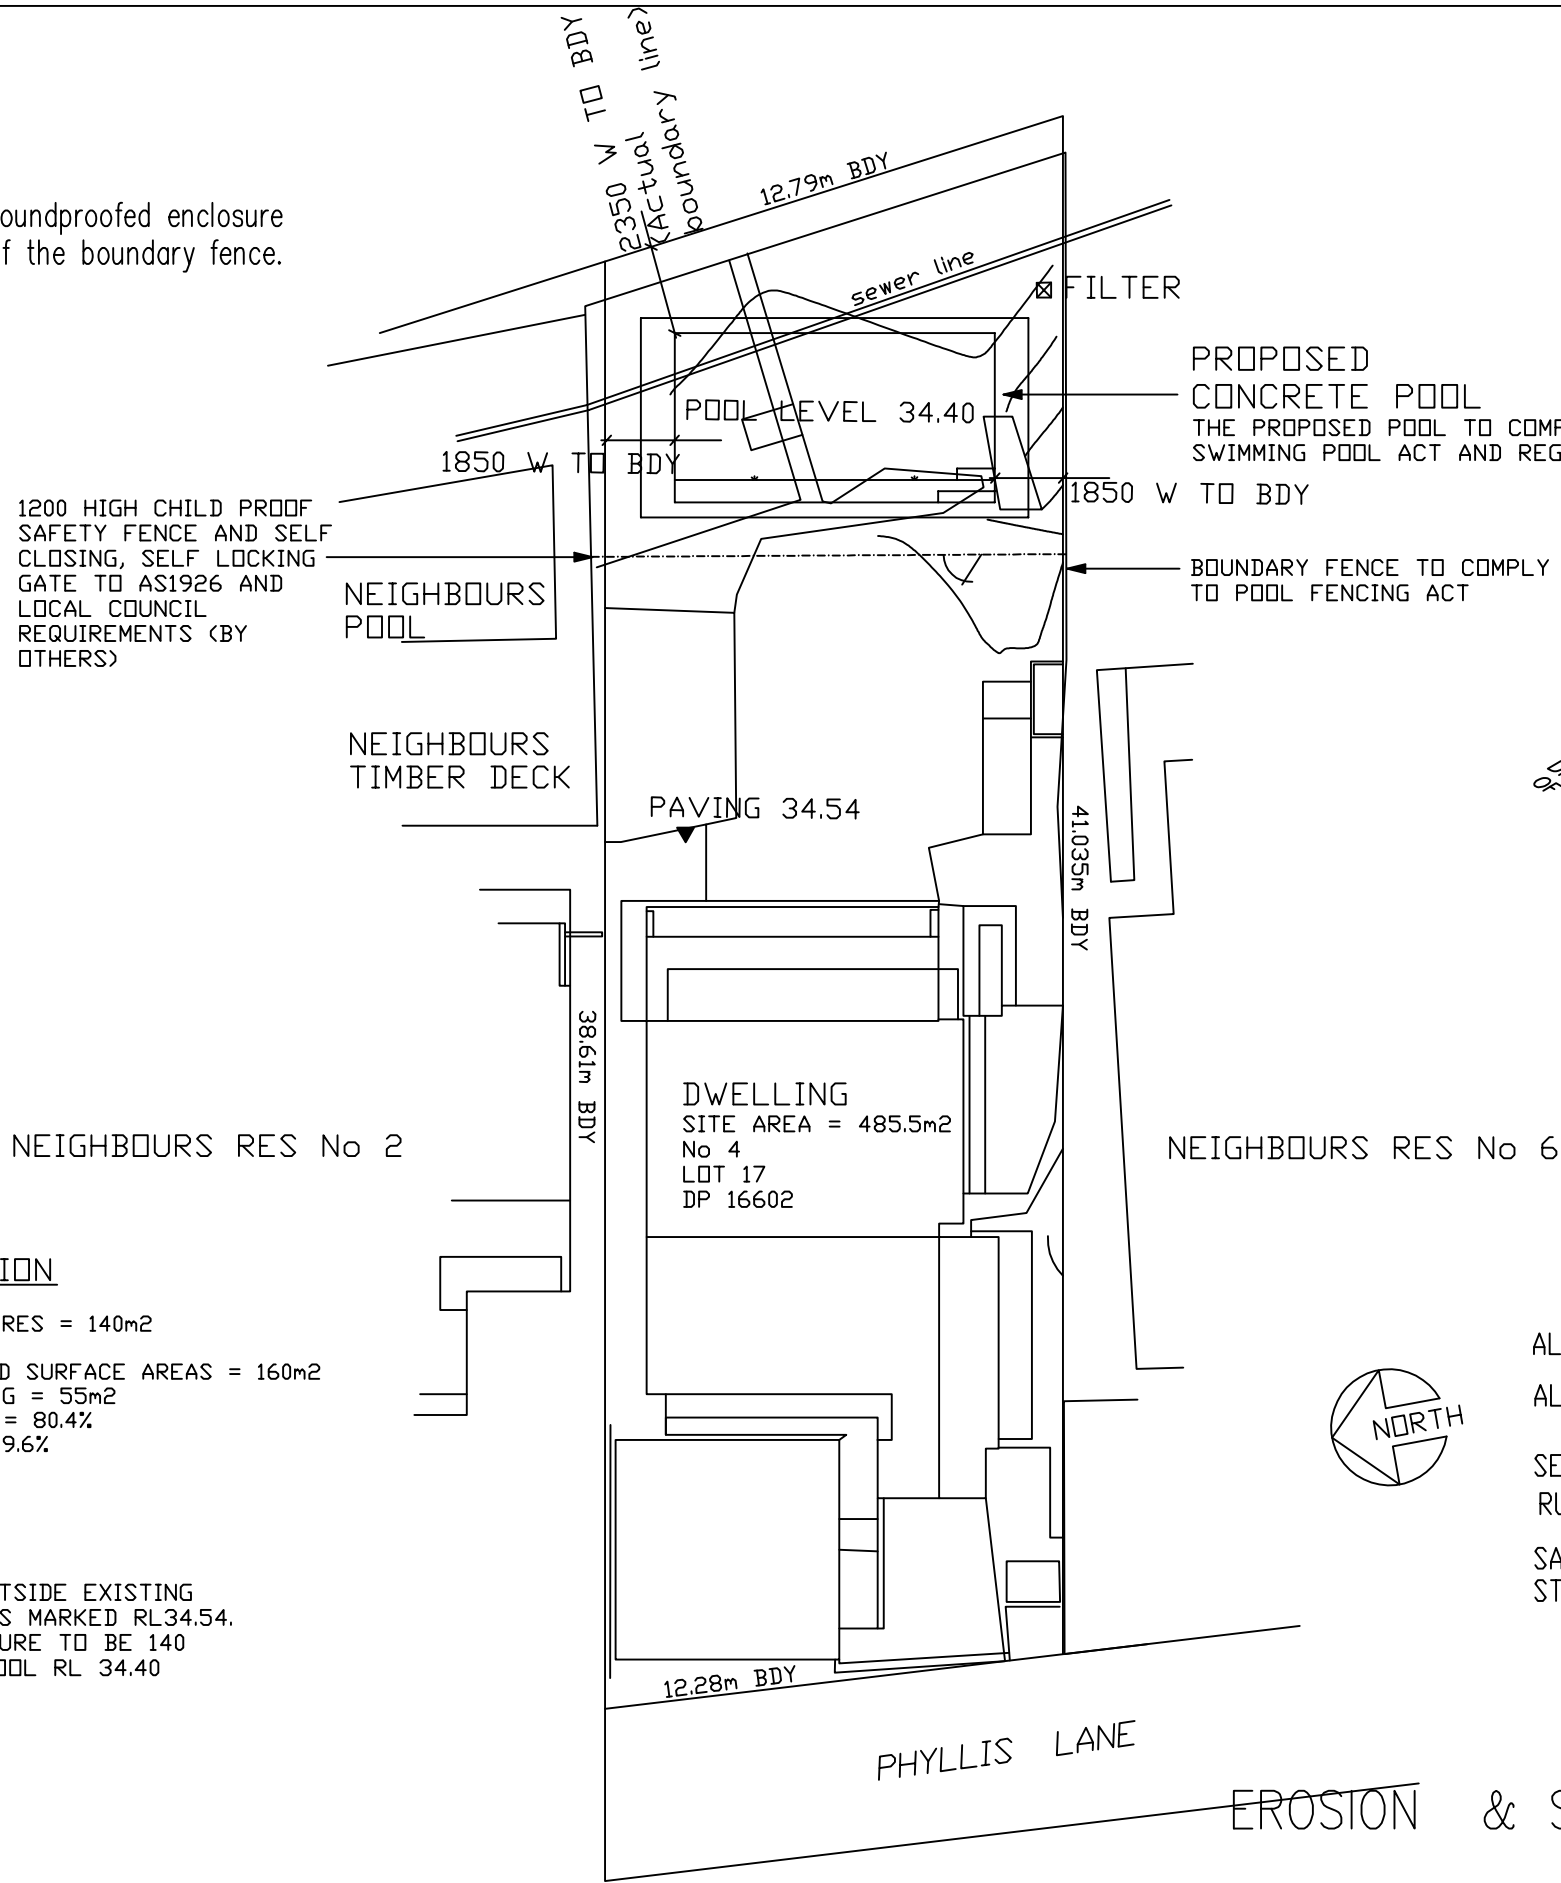 2350 W TO BDY
(Actual
boundary line)
12.79m BDY
oundproofed enclosure
f the boundary fence.
sewer line
FILTER
PROPOSED
CONCRETE POOL
THE PROPOSED POOL TO COMP
SWIMMING POOL ACT AND REG
POOL LEVEL 34.40
1850 W TO BDY
1850 W TO BDY
1200 HIGH CHILD PROOF
SAFETY FENCE AND SELF
CLOSING, SELF LOCKING
GATE TO AS1926 AND
LOCAL COUNCIL
REQUIREMENTS (BY
OTHERS)
NEIGHBOURS
POOL
BOUNDARY FENCE TO COMPLY
TO POOL FENCING ACT
NEIGHBOURS
TIMBER DECK
PAVING 34.54
41.035m BDY
38.61m BDY
DWELLING
SITE AREA = 485.5m2
No 4
LOT 17
DP 16602
NEIGHBOURS RES No 2
NEIGHBOURS RES No 6
ION
RES = 140m2
D SURFACE AREAS = 160m2
G = 55m2
= 80.4%
9.6%
NORTH
AL
AL
SE
RU
SA
ST
TSIDE EXISTING
S MARKED RL34.54.
URE TO BE 140
OOL RL 34.40
12.28m BDY
PHYLLIS LANE
EROSION & S